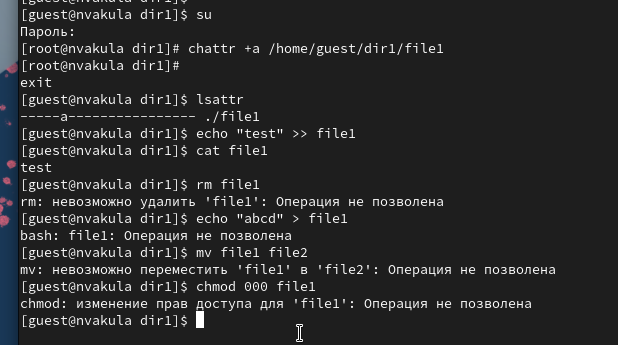 [guest@nvakula dir1]$ su
Пароль:
[root@nvakula dir1]# chattr +a /home/guest/dir1/file1
[root@nvakula dir1]#
exit
[guest@nvakula dir1]$ lsattr
-----a---------------- ./file1
[guest@nvakula dir1]$ echo "test" >> file1
[guest@nvakula dir1]$ cat file1
test
[guest@nvakula dir1]$ rm file1
rm: невозможно удалить 'file1': Операция не позволена
[guest@nvakula dir1]$ echo "abcd" > file1
bash: file1: Операция не позволена
[guest@nvakula dir1]$ mv file1 file2
mv: невозможно переместить 'file1' в 'file2': Операция не позволена
[guest@nvakula dir1]$ chmod 000 file1
chmod: изменение прав доступа для 'file1': Операция не позволена
[guest@nvakula dir1]$